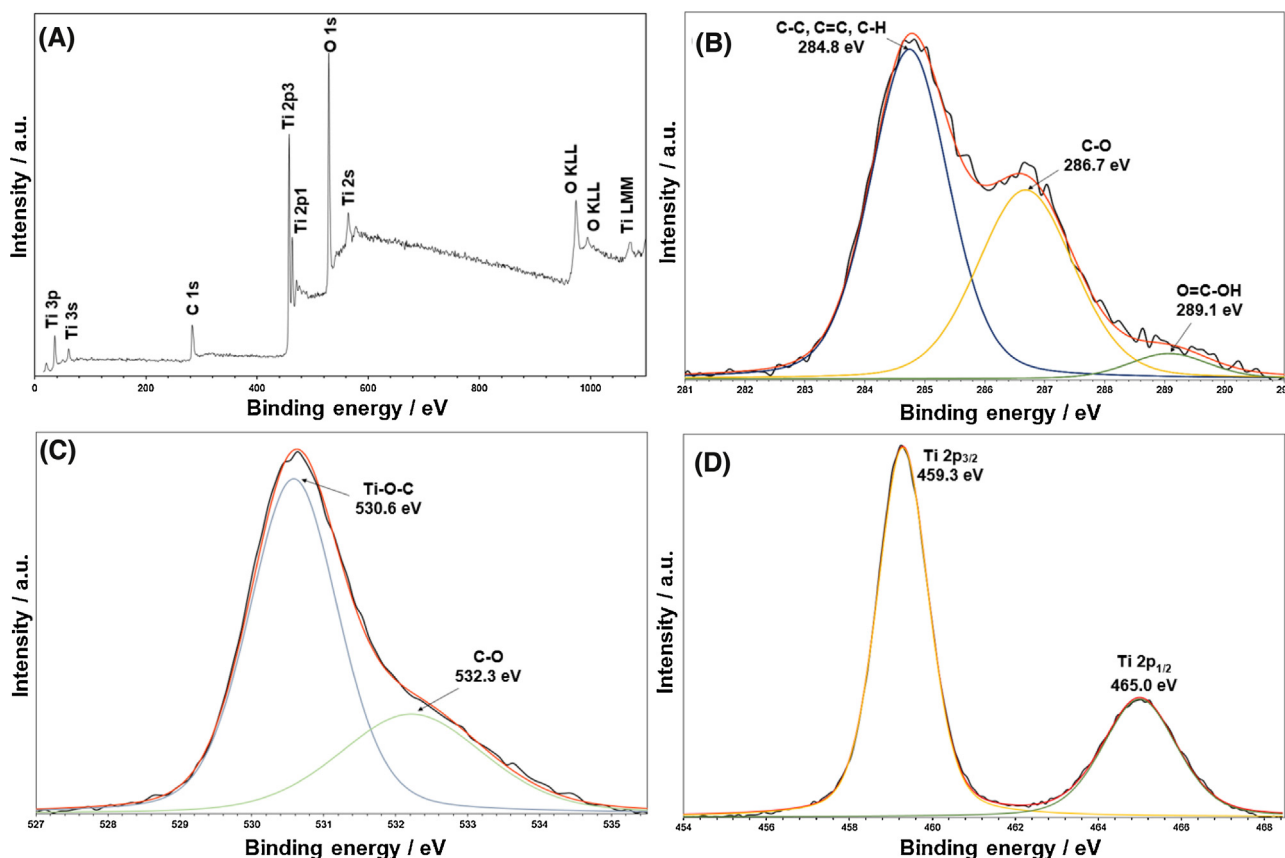 (A)
Intensity / a.u.
Ti 3p
Ti 3s
C 1s
Ti 2p3
Ti 2p1
O 1s
Ti 2s
O KLL
O KLL
Ti LMM
0
200
400
600
800
1000
Binding energy / eV
(B)
Intensity / a.u.
C-C, C=C, C-H
284.8 eV
C-O
286.7 eV
O=C-OH
289.1 eV
281
282
283
284
285
286
287
288
289
290
Binding energy / eV
(C)
Intensity / a.u.
Ti-O-C
530.6 eV
C-O
532.3 eV
527
528
529
530
531
532
533
534
535
Binding energy / eV
(D)
Intensity / a.u.
Ti 2p3/2
459.3 eV
Ti 2p1/2
465.0 eV
454
456
458
460
462
464
466
468
Binding energy / eV